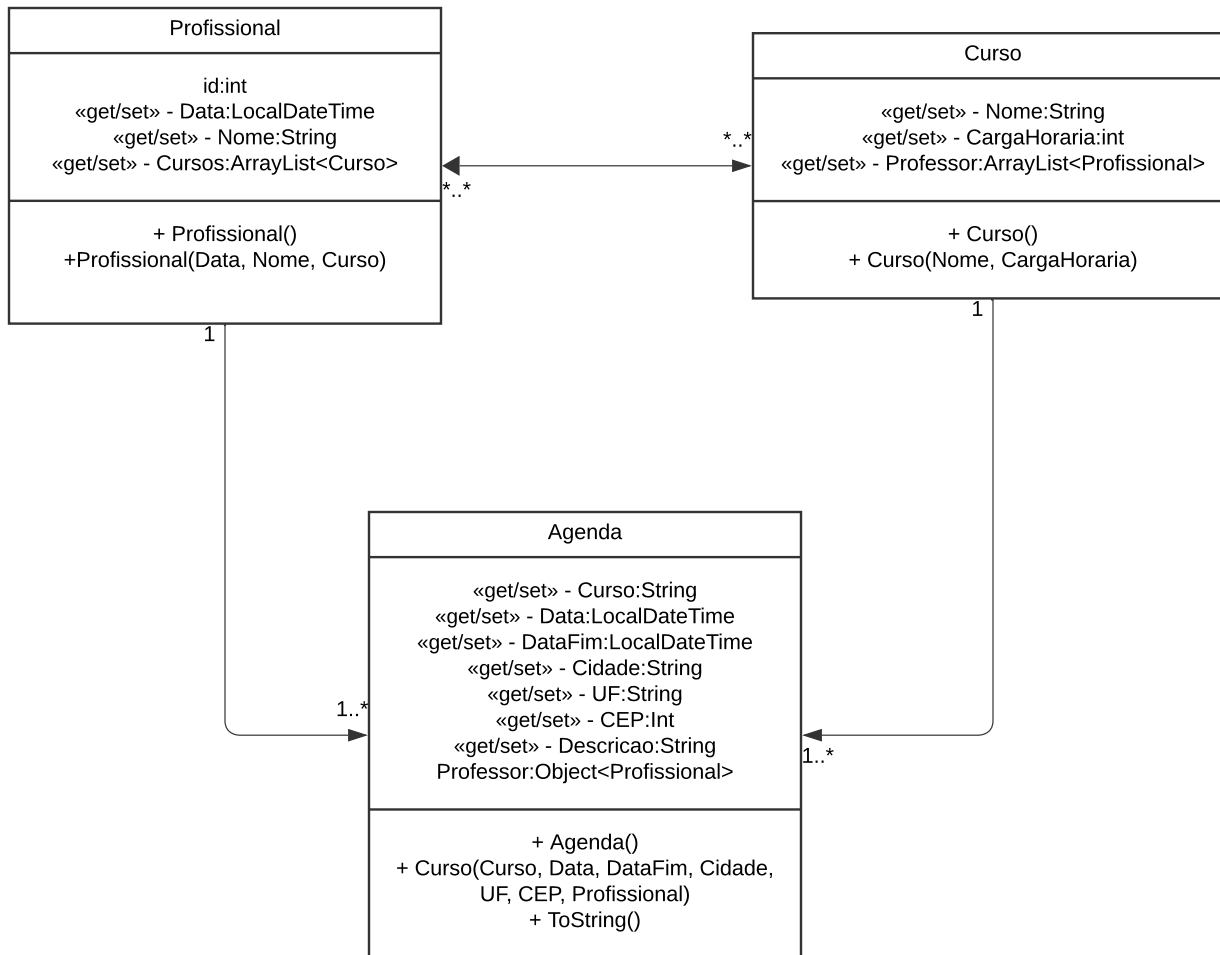 Profissional
id:int
«get/set» - Data:LocalDateTime
«get/set» - Nome:String
«get/set» - Cursos:ArrayList<Curso>
+ Profissional()
+Profissional(Data, Nome, Curso)
1
*..*
*..*
Curso
«get/set» - Nome:String
«get/set» - CargaHoraria:int
«get/set» - Professor:ArrayList<Profissional>
+ Curso()
+ Curso(Nome, CargaHoraria)
1
Agenda
«get/set» - Curso:String
«get/set» - Data:LocalDateTime
«get/set» - DataFim:LocalDateTime
«get/set» - Cidade:String
«get/set» - UF:String
«get/set» - CEP:Int
«get/set» - Descricao:String
Professor:Object<Profissional>
+ Agenda()
+ Curso(Curso, Data, DataFim, Cidade,
UF, CEP, Profissional)
+ ToString()
1..*
1..*